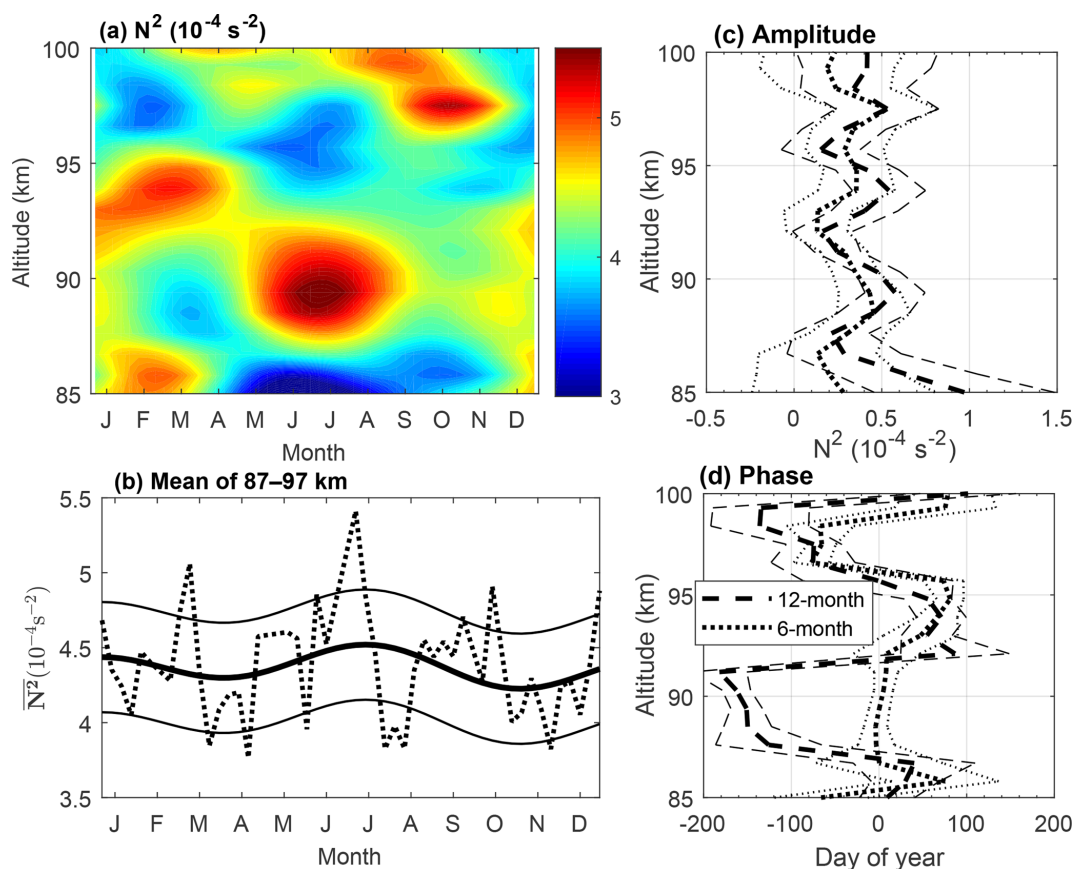 (a) N² (10⁻⁴ s⁻²)
100
95
90
85
Altitude (km)
J F M A M J J A S O N D
Month
5
4
3
(c) Amplitude
100
95
90
85
Altitude (km)
-0.5 0 0.5 1 1.5
N² (10⁻⁴ s⁻²)
(b) Mean of 87–97 km
5.5
5
4.5
4
3.5
N²(10⁻⁴s⁻²)
J F M A M J J A S O N D
Month
(d) Phase
100
95
90
85
Altitude (km)
12-month
6-month
-200 -100 0 100 200
Day of year